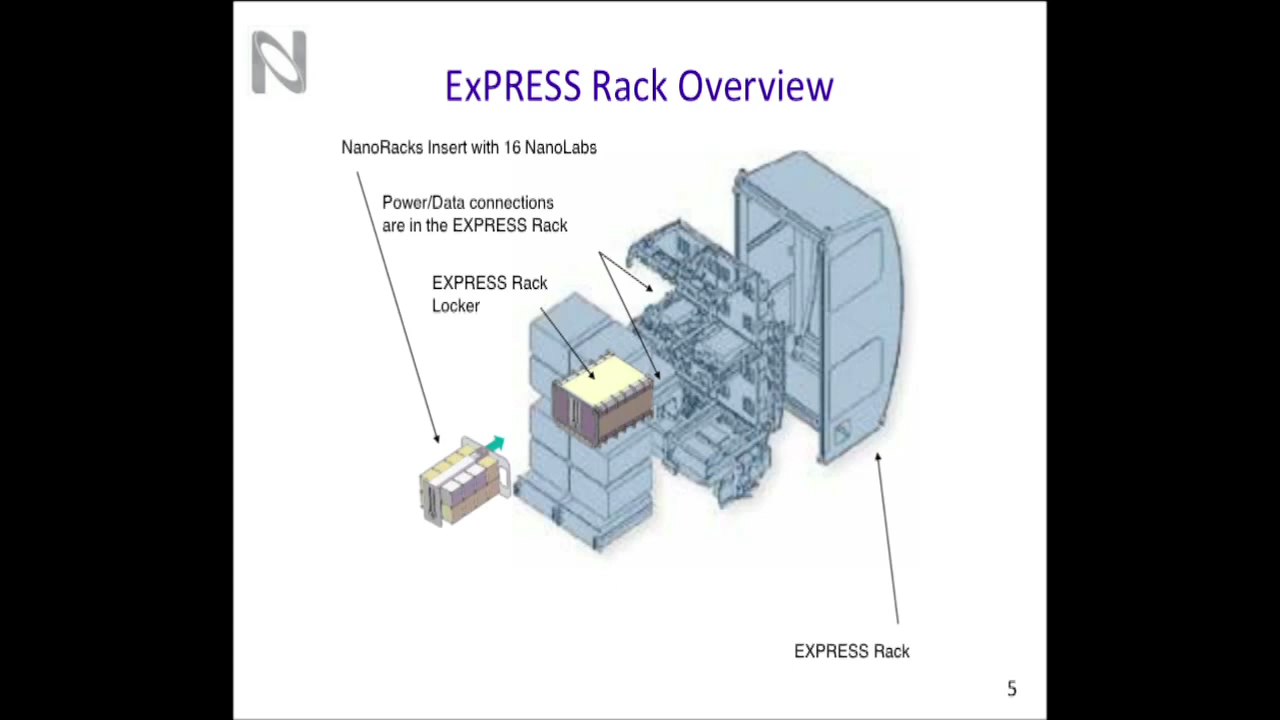 N
ExPRESS Rack Overview
NanoRacks Insert with 16 NanoLabs
Power/Data connections
are in the EXPRESS Rack
EXPRESS Rack
Locker
EXPRESS Rack
5